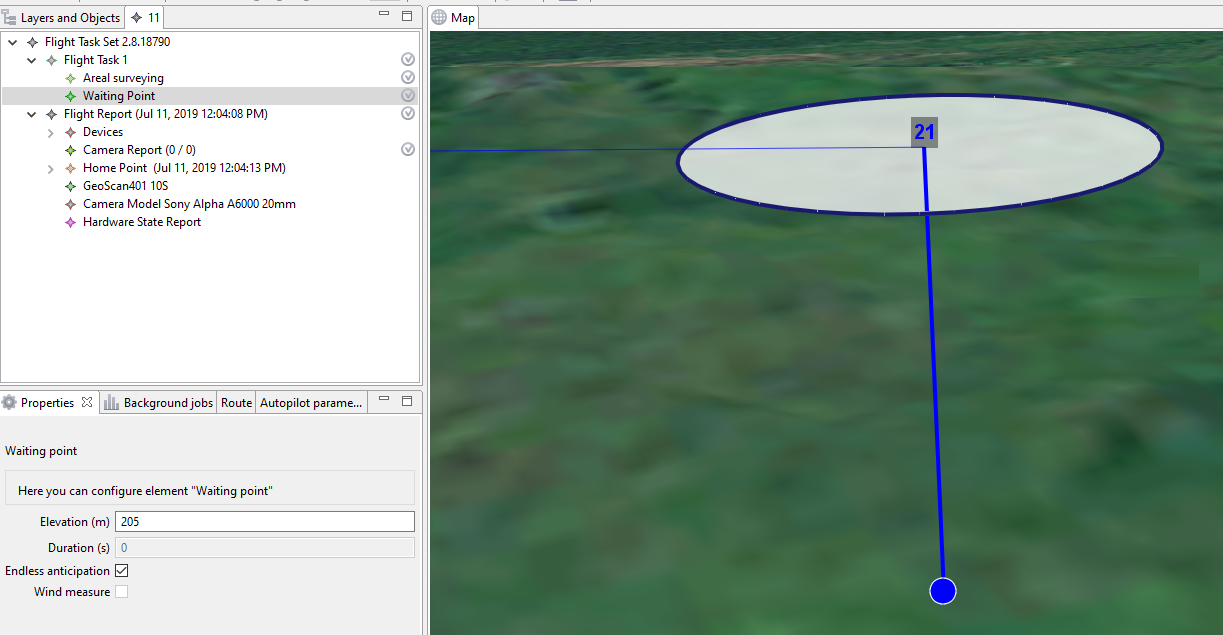 Layers and Objects
11
Flight Task Set 2.8.18790
Flight Task 1
Areal surveying
Waiting Point
Flight Report (Jul 11, 2019 12:04:08 PM)
Devices
Camera Report (0 / 0)
Home Point  (Jul 11, 2019 12:04:13 PM)
GeoScan401 10S
Camera Model Sony Alpha A6000 20mm
Hardware State Report
Map
21
Properties
Background jobs
Route
Autopilot parame...
Waiting point
Here you can configure element "Waiting point"
Elevation (m) 205
Duration (s) 0
Endless anticipation
Wind measure